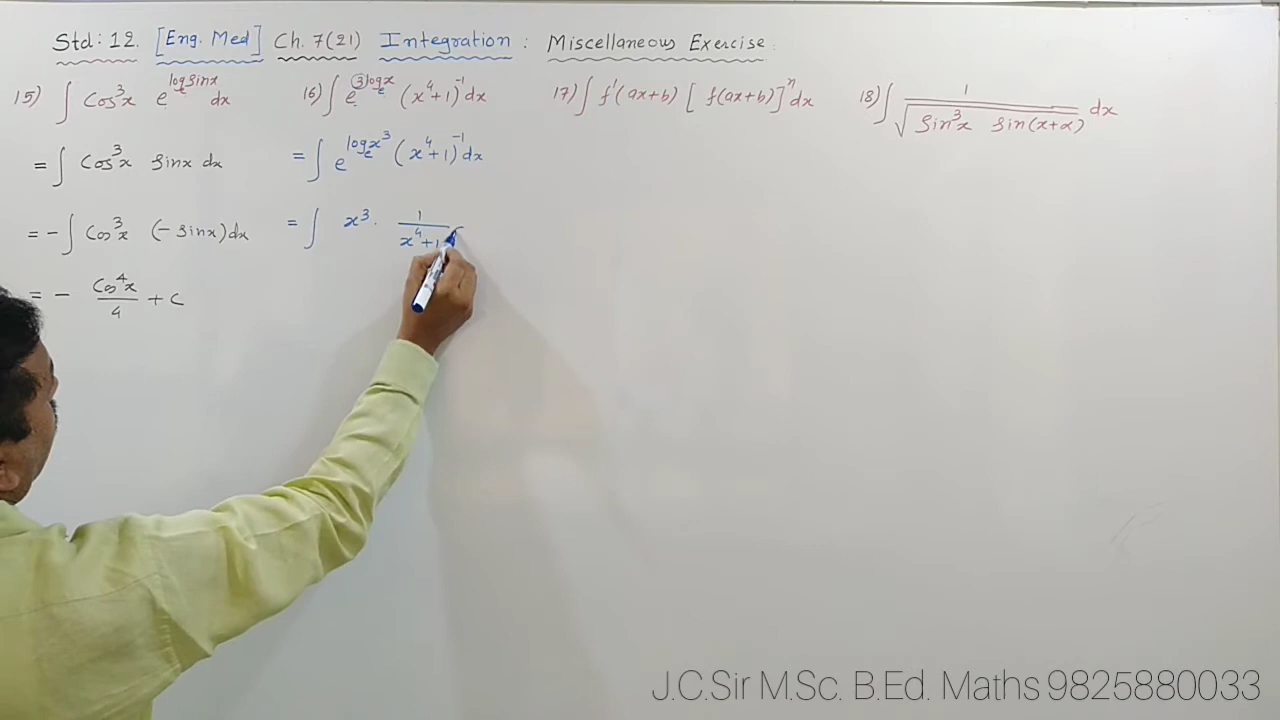 Std: 12. [Eng. Med] Ch. 7(21) Integration: Miscellaneous Exercise:
15) ∫ Cos³x e^(logₑ sinx) dx
= ∫ Cos³x sinx dx
= - ∫ Cos³x (- sinx) dx
= - Cos⁴x/4 + C
16) ∫ e^(3 logₑ x) (x⁴+1)⁻¹ dx
= ∫ e^(logₑ x³) (x⁴+1)⁻¹ dx
= ∫ x³ · 1/(x⁴+1
17) ∫ f'(ax+b) [f(ax+b)]ⁿ dx
18) ∫ 1/√(sin³x sin(x+α)) dx
J.C.Sir M.Sc. B.Ed. Maths 9825880033